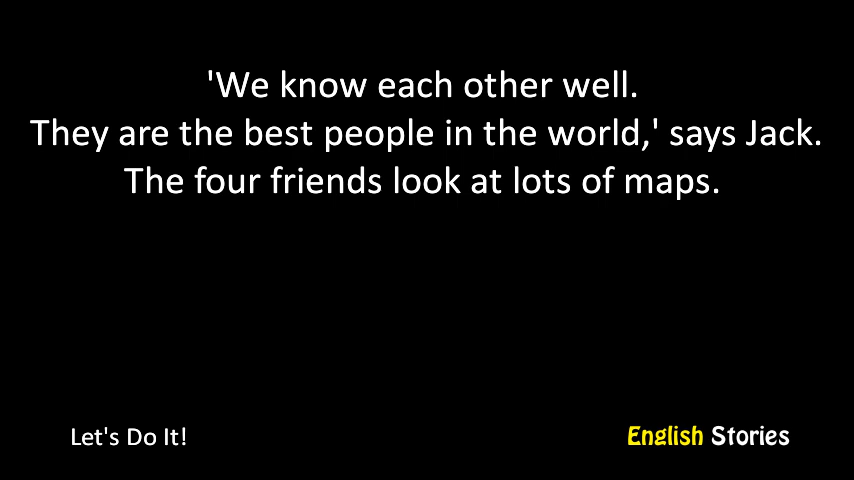 'We know each other well.
They are the best people in the world,' says Jack.
The four friends look at lots of maps.
Let's Do It!
English Stories